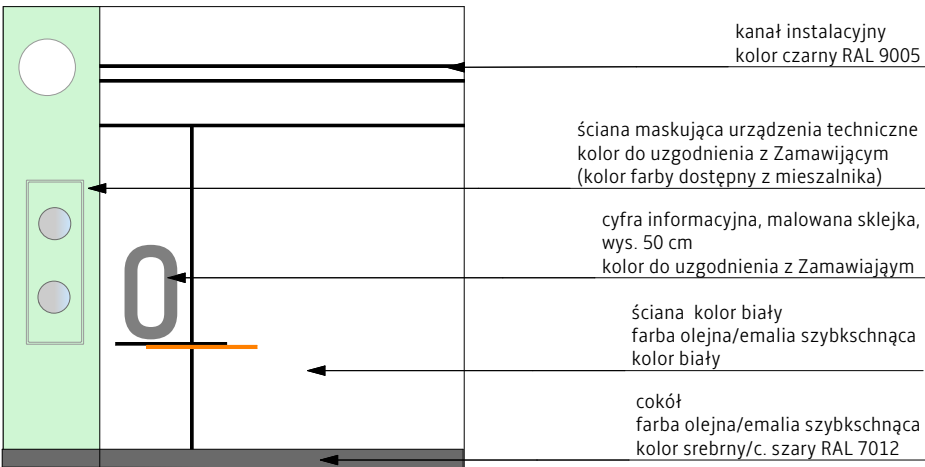 kanał instalacyjny
kolor czarny RAL 9005
ściana maskująca urządzenia techniczne
kolor do uzgodnienia z Zamawijącym
(kolor farby dostępny z mieszalnika)
cyfra informacyjna, malowana sklejka,
wys. 50 cm
kolor do uzgodnienia z Zamawiająym
ściana kolor biały
farba olejna/emalia szybkschnąca
kolor biały
cokół
farba olejna/emalia szybkschnąca
kolor srebrny/c. szary RAL 7012
0